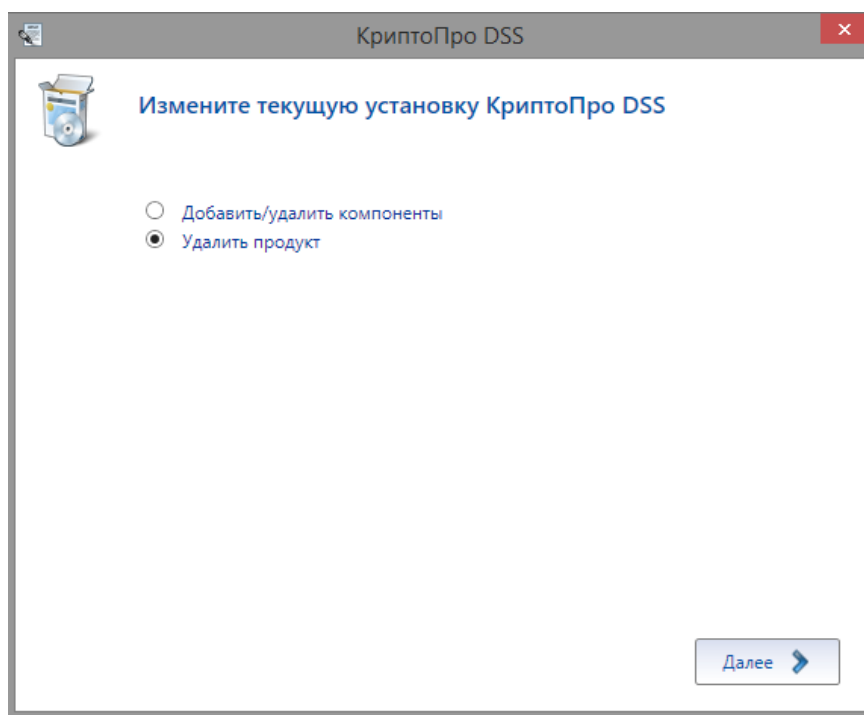 КриптоПро DSS
Измените текущую установку КриптоПро DSS
Добавить/удалить компоненты
Удалить продукт
Далее